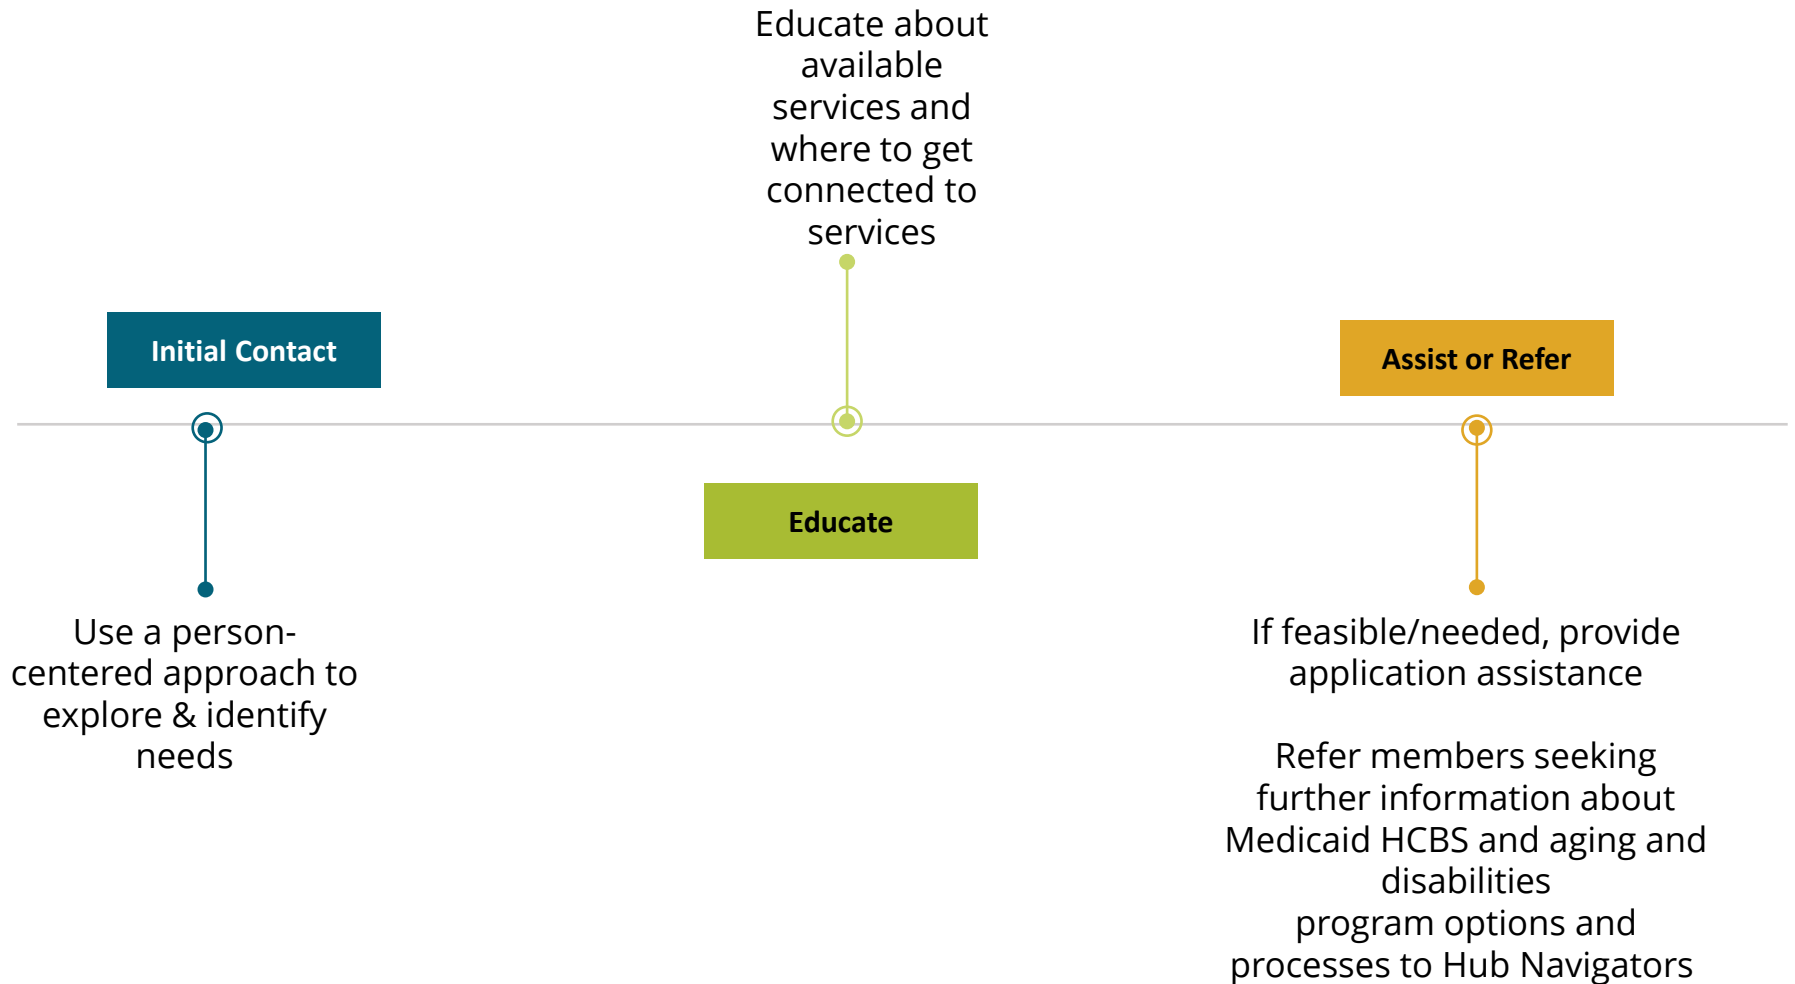 Initial Contact
Use a person-
centered approach to
explore & identify
needs
Educate about
available
services and
where to get
connected to
services
Educate
Assist or Refer
If feasible/needed, provide
application assistance
Refer members seeking
further information about
Medicaid HCBS and aging and
disabilities
program options and
processes to Hub Navigators